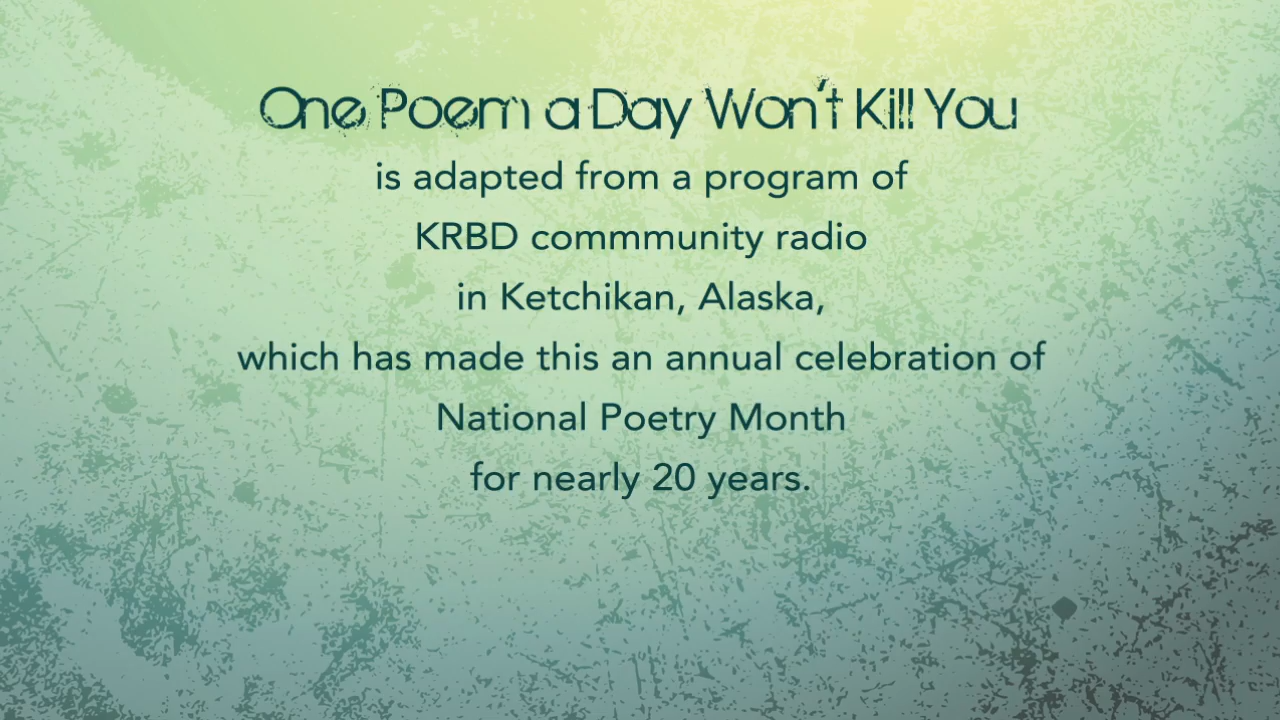 One Poem a Day Won't Kill You
is adapted from a program of
KRBD commmunity radio
in Ketchikan, Alaska,
which has made this an annual celebration of
National Poetry Month
for nearly 20 years.